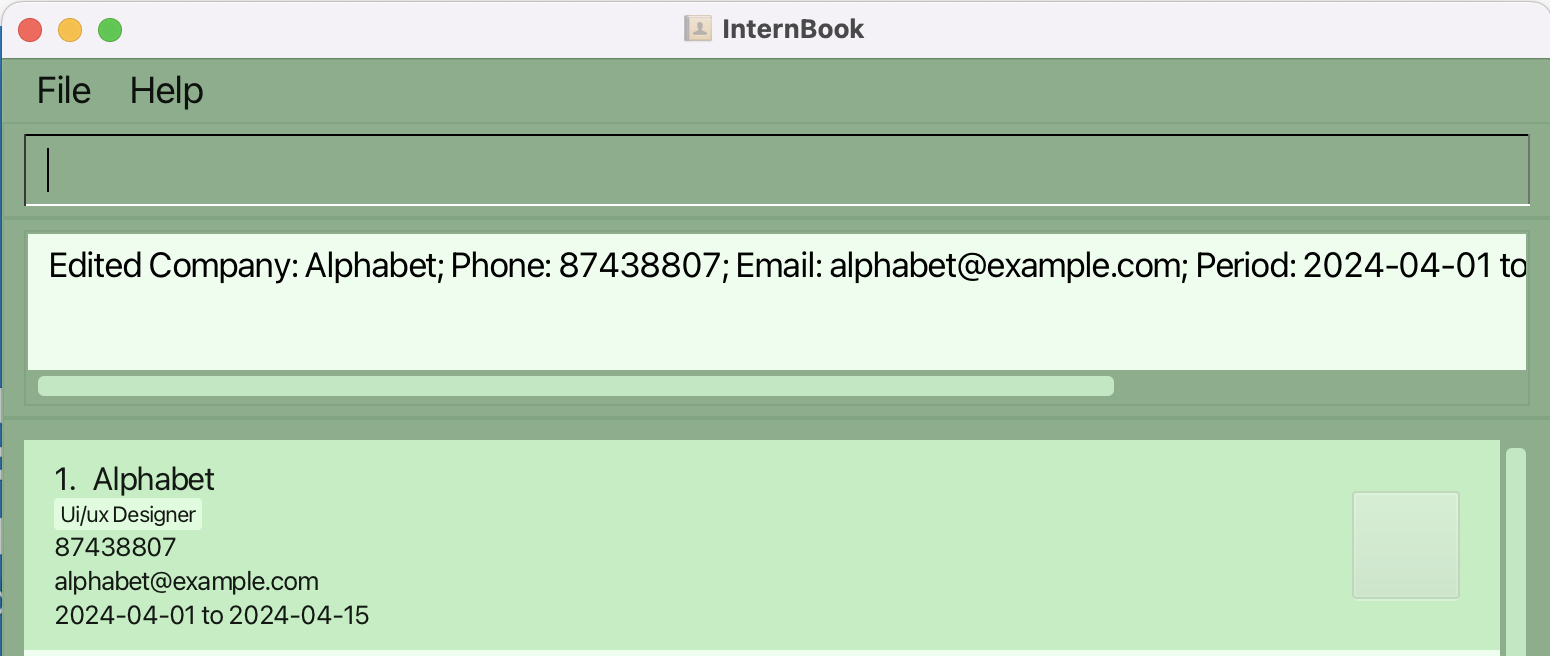 InternBook
File Help
Edited Company: Alphabet; Phone: 87438807; Email: alphabet@example.com; Period: 2024-04-01 to
1. Alphabet
Ui/ux Designer
87438807
alphabet@example.com
2024-04-01 to 2024-04-15